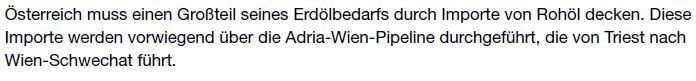 Österreich muss einen Großteil seines Erdölbedarfs durch Importe von Rohöl decken. Diese
Importe werden vorwiegend über die Adria-Wien-Pipeline durchgeführt, die von Triest nach
Wien-Schwechat führt.